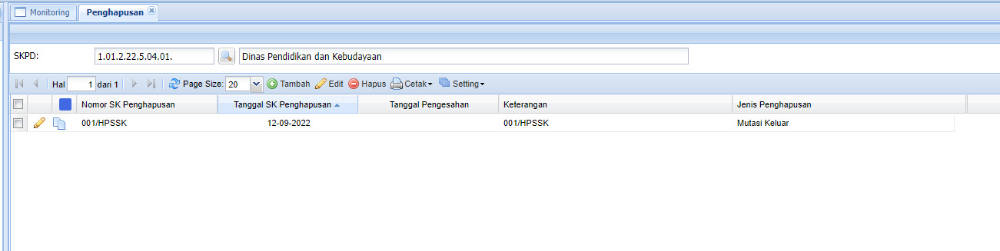 Monitoring Penghapusan
SKPD: 1.01.2.22.5.04.01. Dinas Pendidikan dan Kebudayaan
Hal 1 dari 1 Page Size: 20 Tambah Edit Hapus Cetak Setting
Nomor SK Penghapusan Tanggal SK Penghapusan Tanggal Pengesahan Keterangan Jenis Penghapusan
001/HPSSK 12-09-2022 001/HPSSK Mutasi Keluar